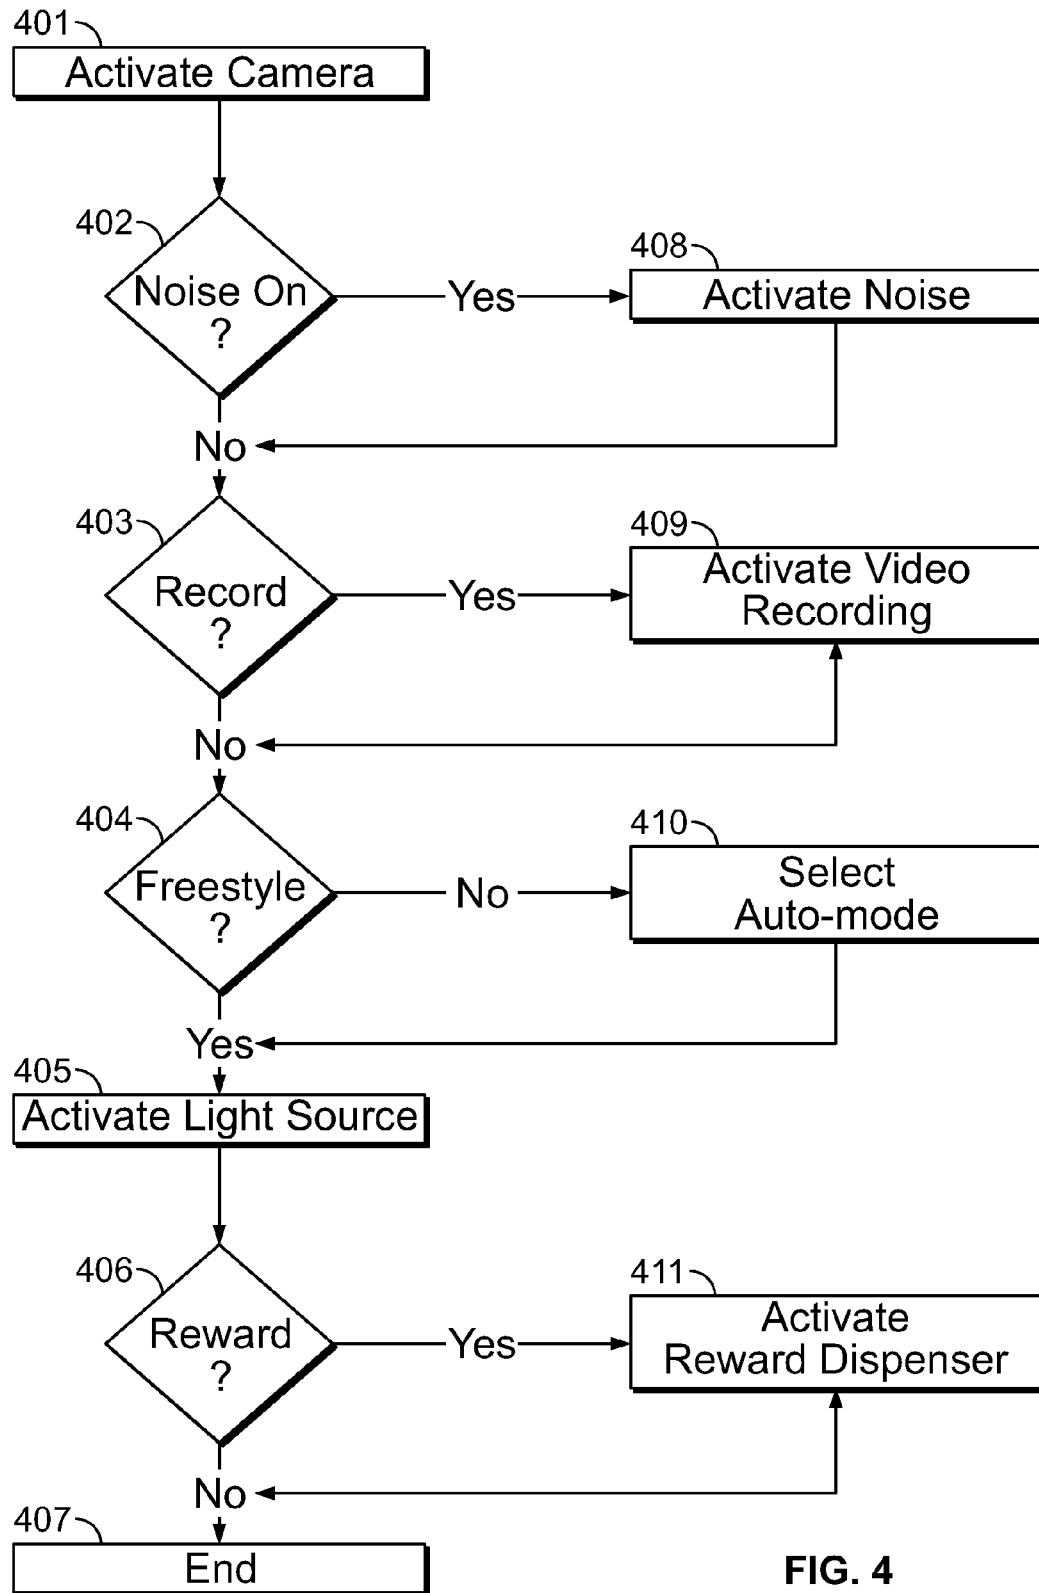 401
Activate Camera
402
Noise On
?
Yes
408
Activate Noise
No
403
Record
?
Yes
409
Activate Video
Recording
No
404
Freestyle
?
No
410
Select
Auto-mode
Yes
405
Activate Light Source
406
Reward
?
Yes
411
Activate
Reward Dispenser
No
407
End
FIG. 4